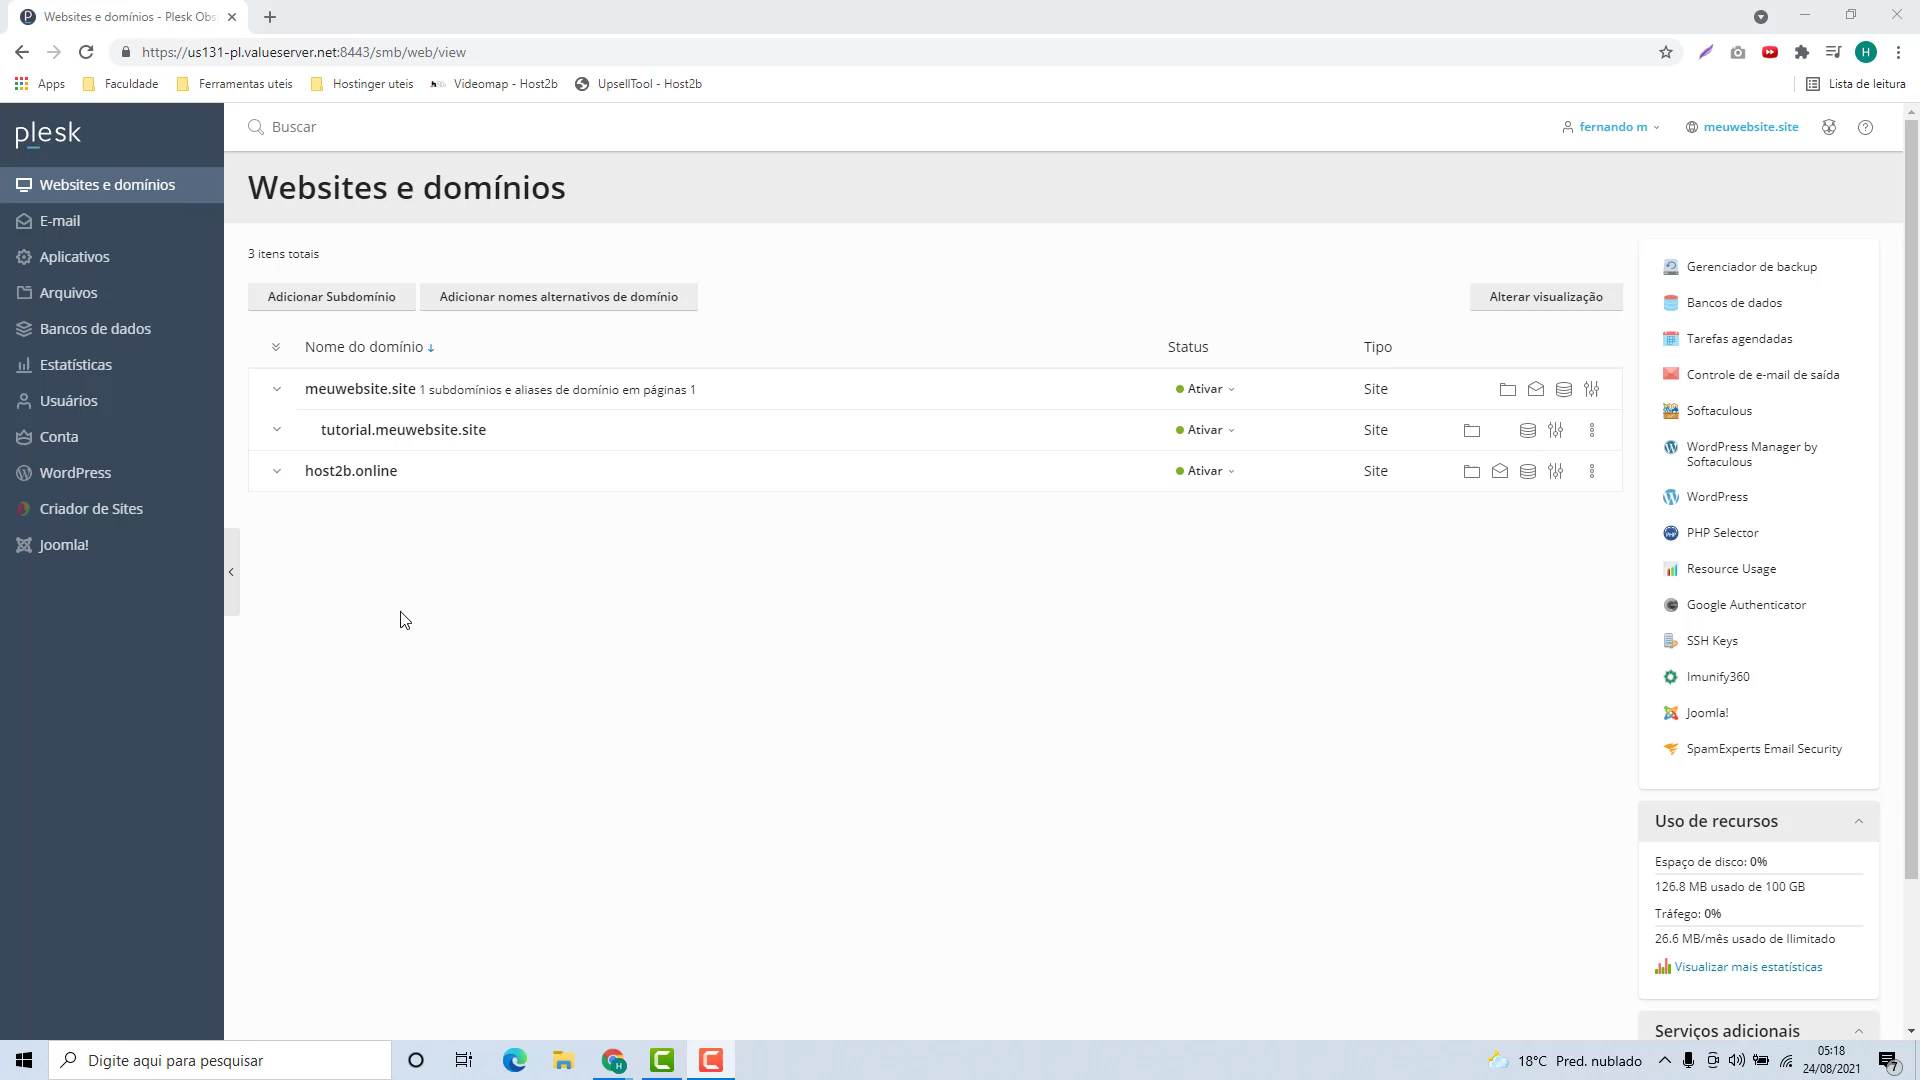 Websites e domínios - Plesk Obs
https://us131-pl.valueserver.net:8443/smb/web/view
H
Apps
Faculdade
Ferramentas uteis
Hostinger uteis
Videomap - Host2b
UpsellTool - Host2b
Lista de leitura
plesk
Buscar
fernando m
meuwebsite.site
Websites e domínios
E-mail
Aplicativos
Arquivos
Bancos de dados
Estatísticas
Usuários
Conta
WordPress
Criador de Sites
Joomla!
Websites e domínios
3 itens totais
Adicionar Subdomínio
Adicionar nomes alternativos de domínio
Alterar visualização
Nome do domínio
Status
Tipo
meuwebsite.site 1 subdomínios e aliases de domínio em páginas 1
Ativar
Site
tutorial.meuwebsite.site
Ativar
Site
host2b.online
Ativar
Site
Gerenciador de backup
Bancos de dados
Tarefas agendadas
Controle de e-mail de saída
Softaculous
WordPress Manager by
Softaculous
WordPress
PHP Selector
Resource Usage
Google Authenticator
SSH Keys
Imunify360
Joomla!
SpamExperts Email Security
Uso de recursos
Espaço de disco: 0%
126.8 MB usado de 100 GB
Tráfego: 0%
26.6 MB/mês usado de Ilimitado
Visualizar mais estatísticas
Serviços adicionais
Digite aqui para pesquisar
18°C Pred. nublado
05:18
24/08/2021
7